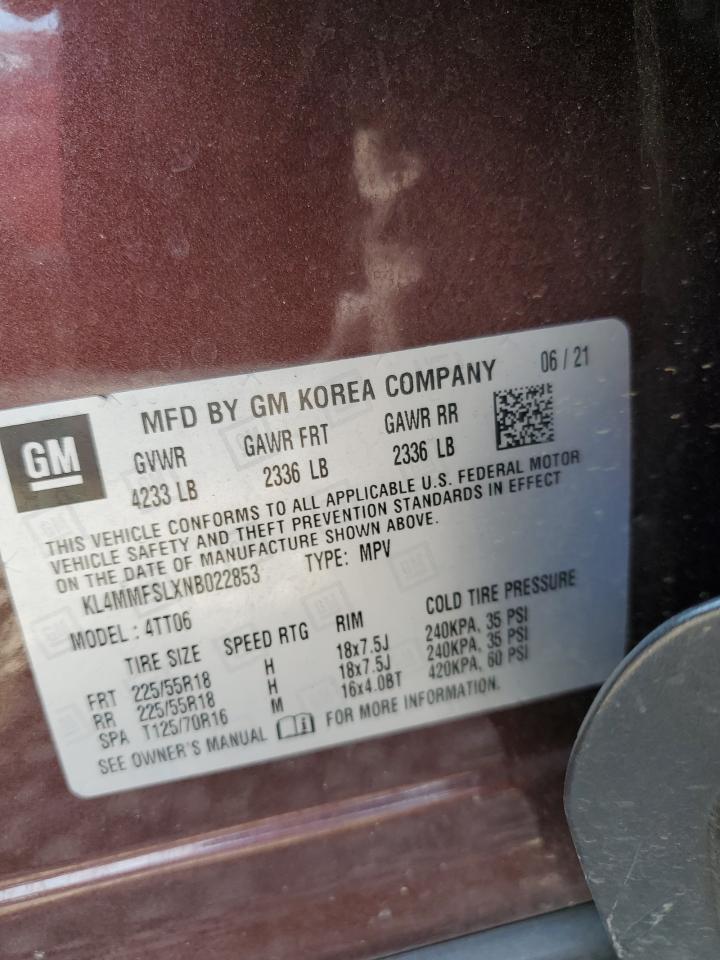 MFD BY GM KOREA COMPANY 06 / 21
GM
GVWR GAWR FRT GAWR RR
4233 LB 2336 LB 2336 LB
THIS VEHICLE CONFORMS TO ALL APPLICABLE U.S. FEDERAL MOTOR
VEHICLE SAFETY AND THEFT PREVENTION STANDARDS IN EFFECT
ON THE DATE OF MANUFACTURE SHOWN ABOVE.
KL4MMFSLXNB022853 TYPE: MPV
MODEL : 4TT06
TIRE SIZE SPEED RTG RIM COLD TIRE PRESSURE
FRT 225/55R18 H 18x7.5J 240KPA, 35 PSI
RR 225/55R18 H 18x7.5J 240KPA, 35 PSI
SPA T125/70R16 M 16x4.0BT 420KPA, 60 PSI
SEE OWNER'S MANUAL FOR MORE INFORMATION.